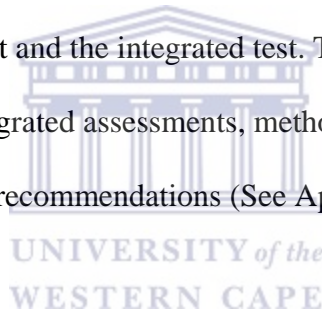 t and the integrated test. T
grated assessments, metho
recommendations (See Ap
UNIVERSITY of the
WESTERN CAPE